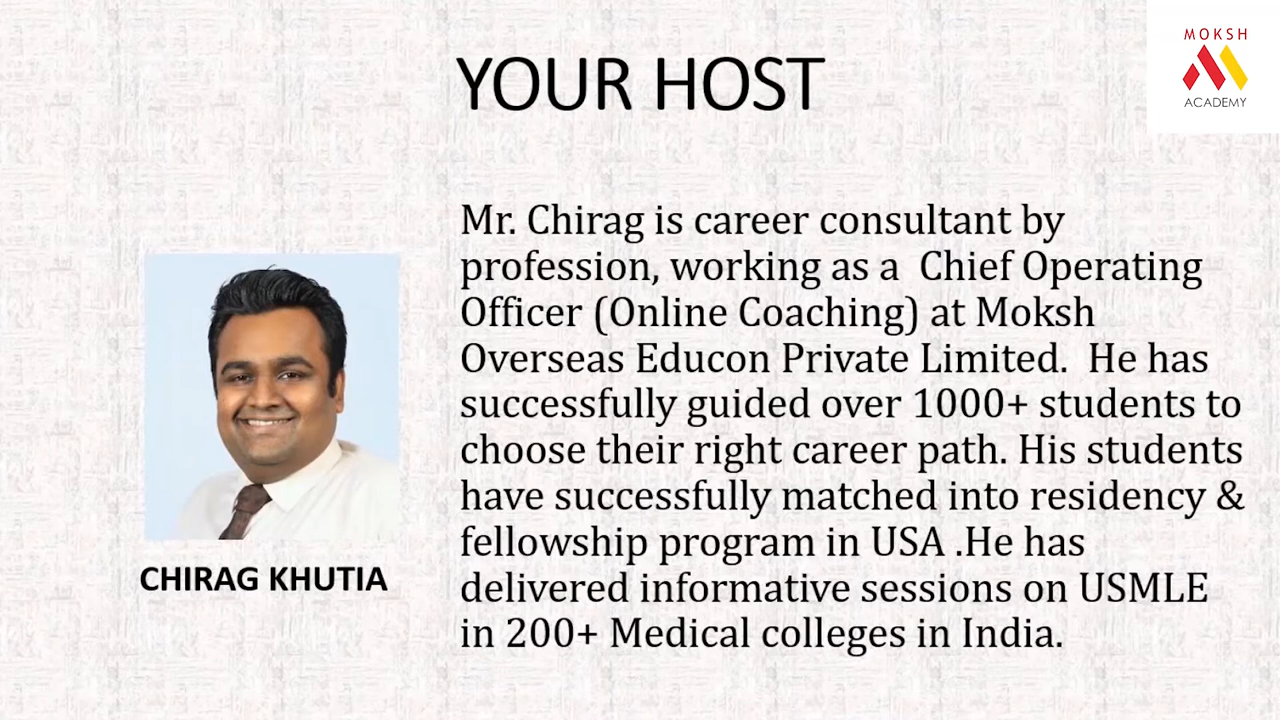 MOKSH
ACADEMY
YOUR HOST
Mr. Chirag is career consultant by
profession, working as a  Chief Operating
Officer (Online Coaching) at Moksh
Overseas Educon Private Limited.  He has
successfully guided over 1000+ students to
choose their right career path. His students
have successfully matched into residency &
fellowship program in USA .He has
delivered informative sessions on USMLE
in 200+ Medical colleges in India.
CHIRAG KHUTIA